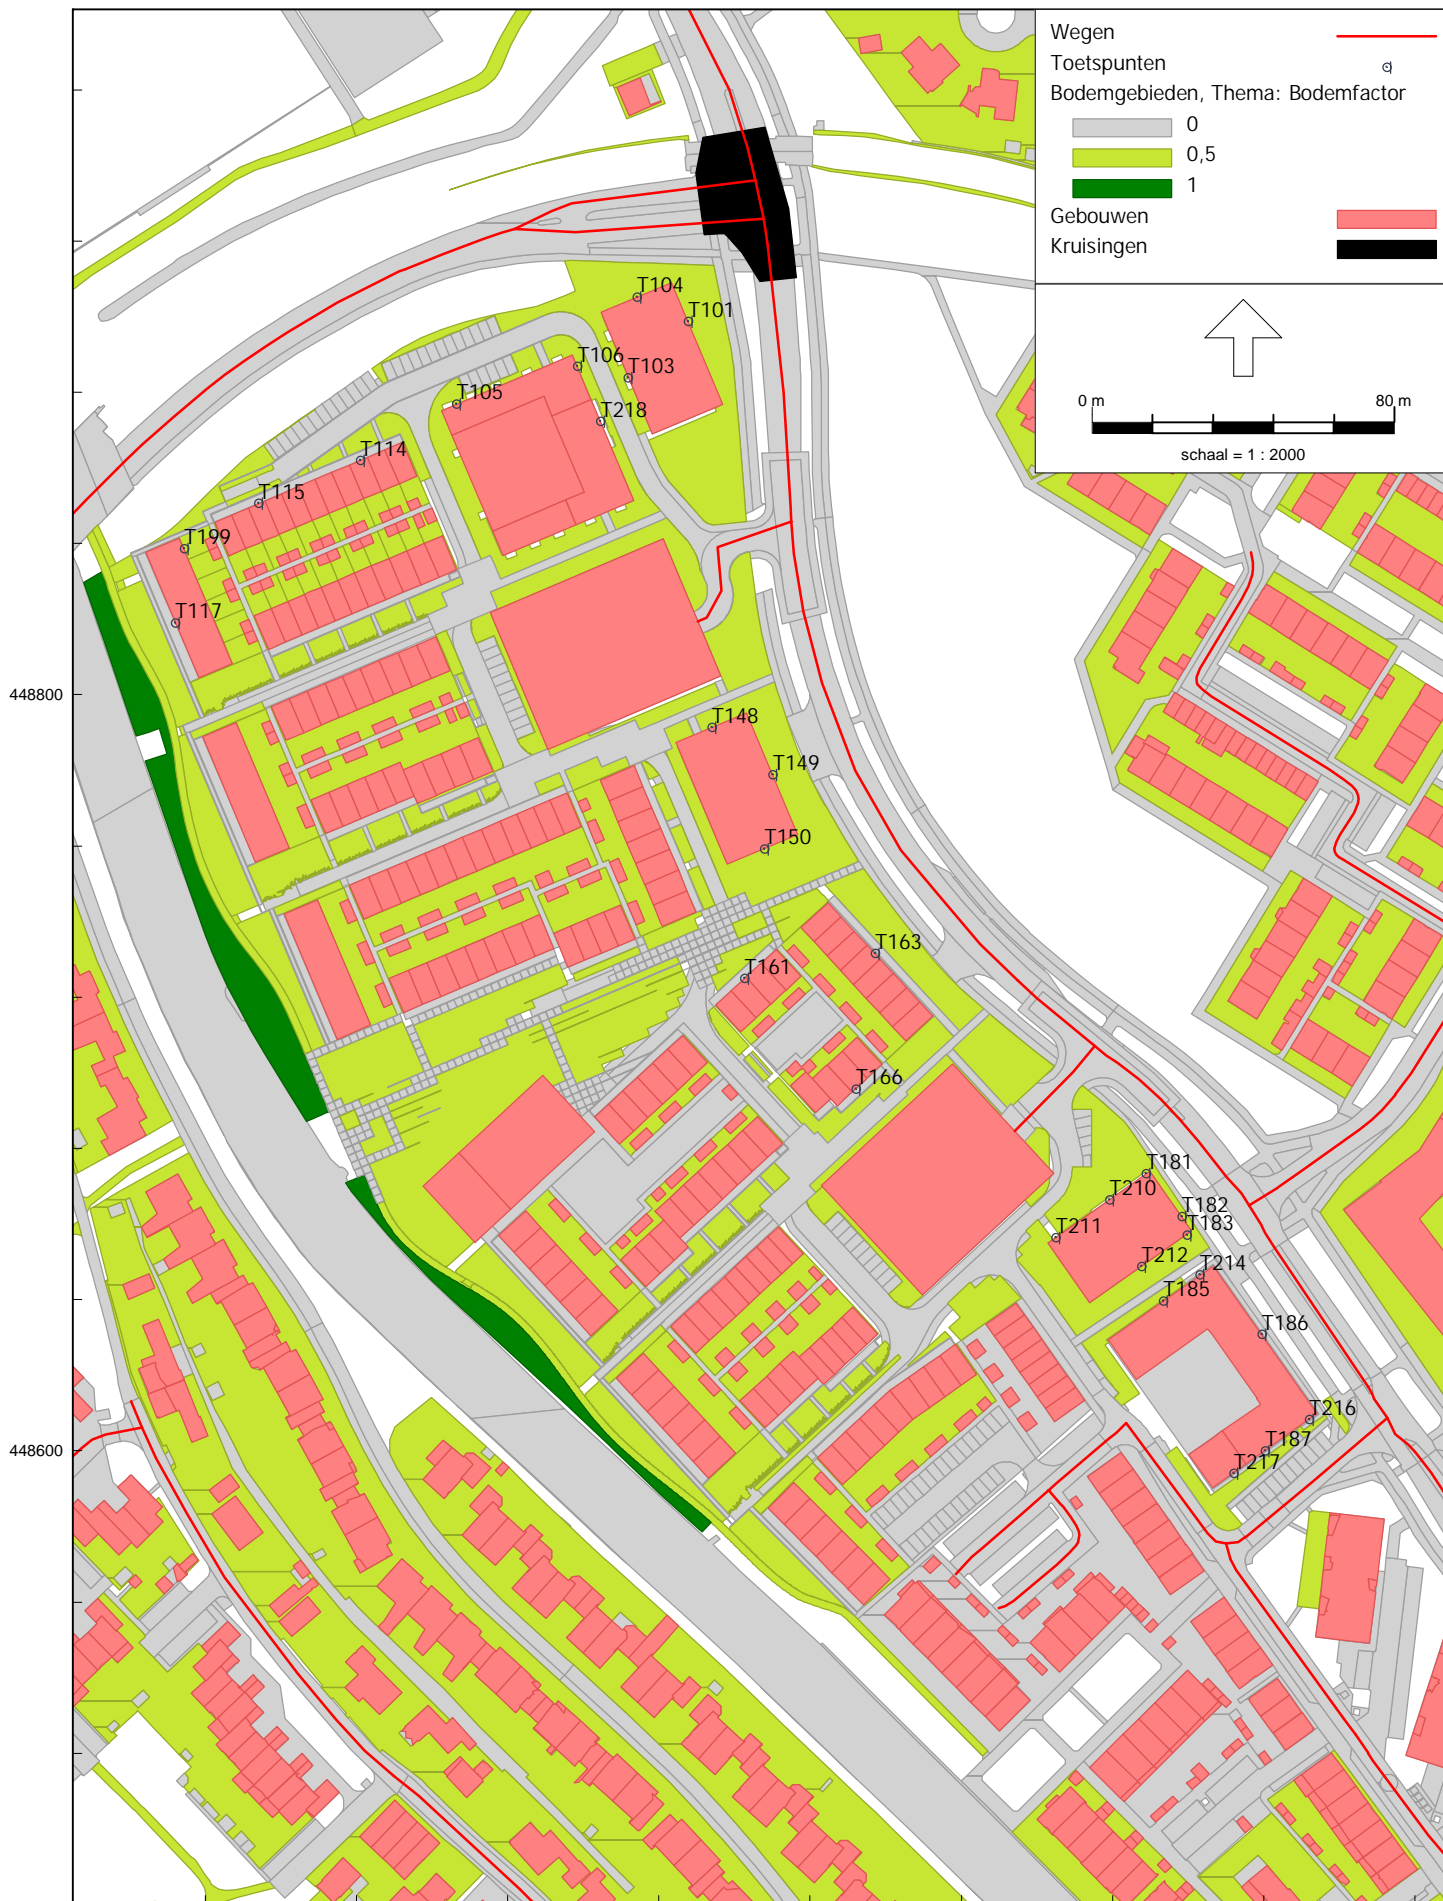 Wegen
Toetspunten
Bodemgebieden, Thema: Bodemfactor
0
0,5
1
Gebouwen
Kruisingen
0 m 80 m
schaal = 1 : 2000
T104
T101
T106
T103
T105
T218
T114
T115
T199
T117
448800
T148
T149
T150
T163
T161
T166
T181
T210
T182
T211
T183
T212
T214
T185
T186
T216
448600
T187
T217